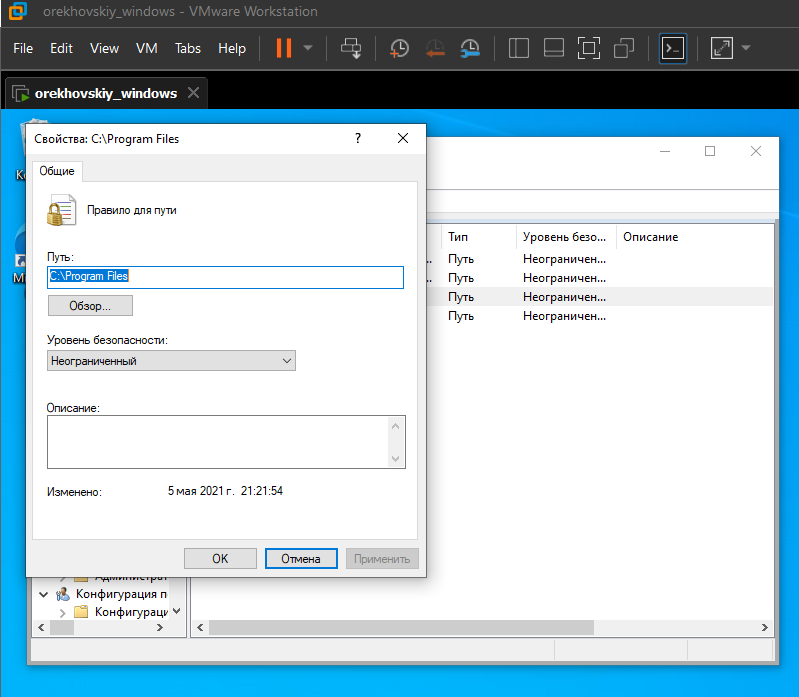 orekhovskiy_windows - VMware Workstation
File Edit View VM Tabs Help
orekhovskiy_windows
Свойства: C:\Program Files
?
Общие
Правило для пути
Путь:
C:\Program Files
Обзор...
Уровень безопасности:
Неограниченный
Описание:
Изменено: 5 мая 2021 г. 21:21:54
OK Отмена Применить
Тип Уровень безо... Описание
Путь Неограничен...
Путь Неограничен...
Путь Неограничен...
Путь Неограничен...
Администрат
Конфигурация п
Конфигураци